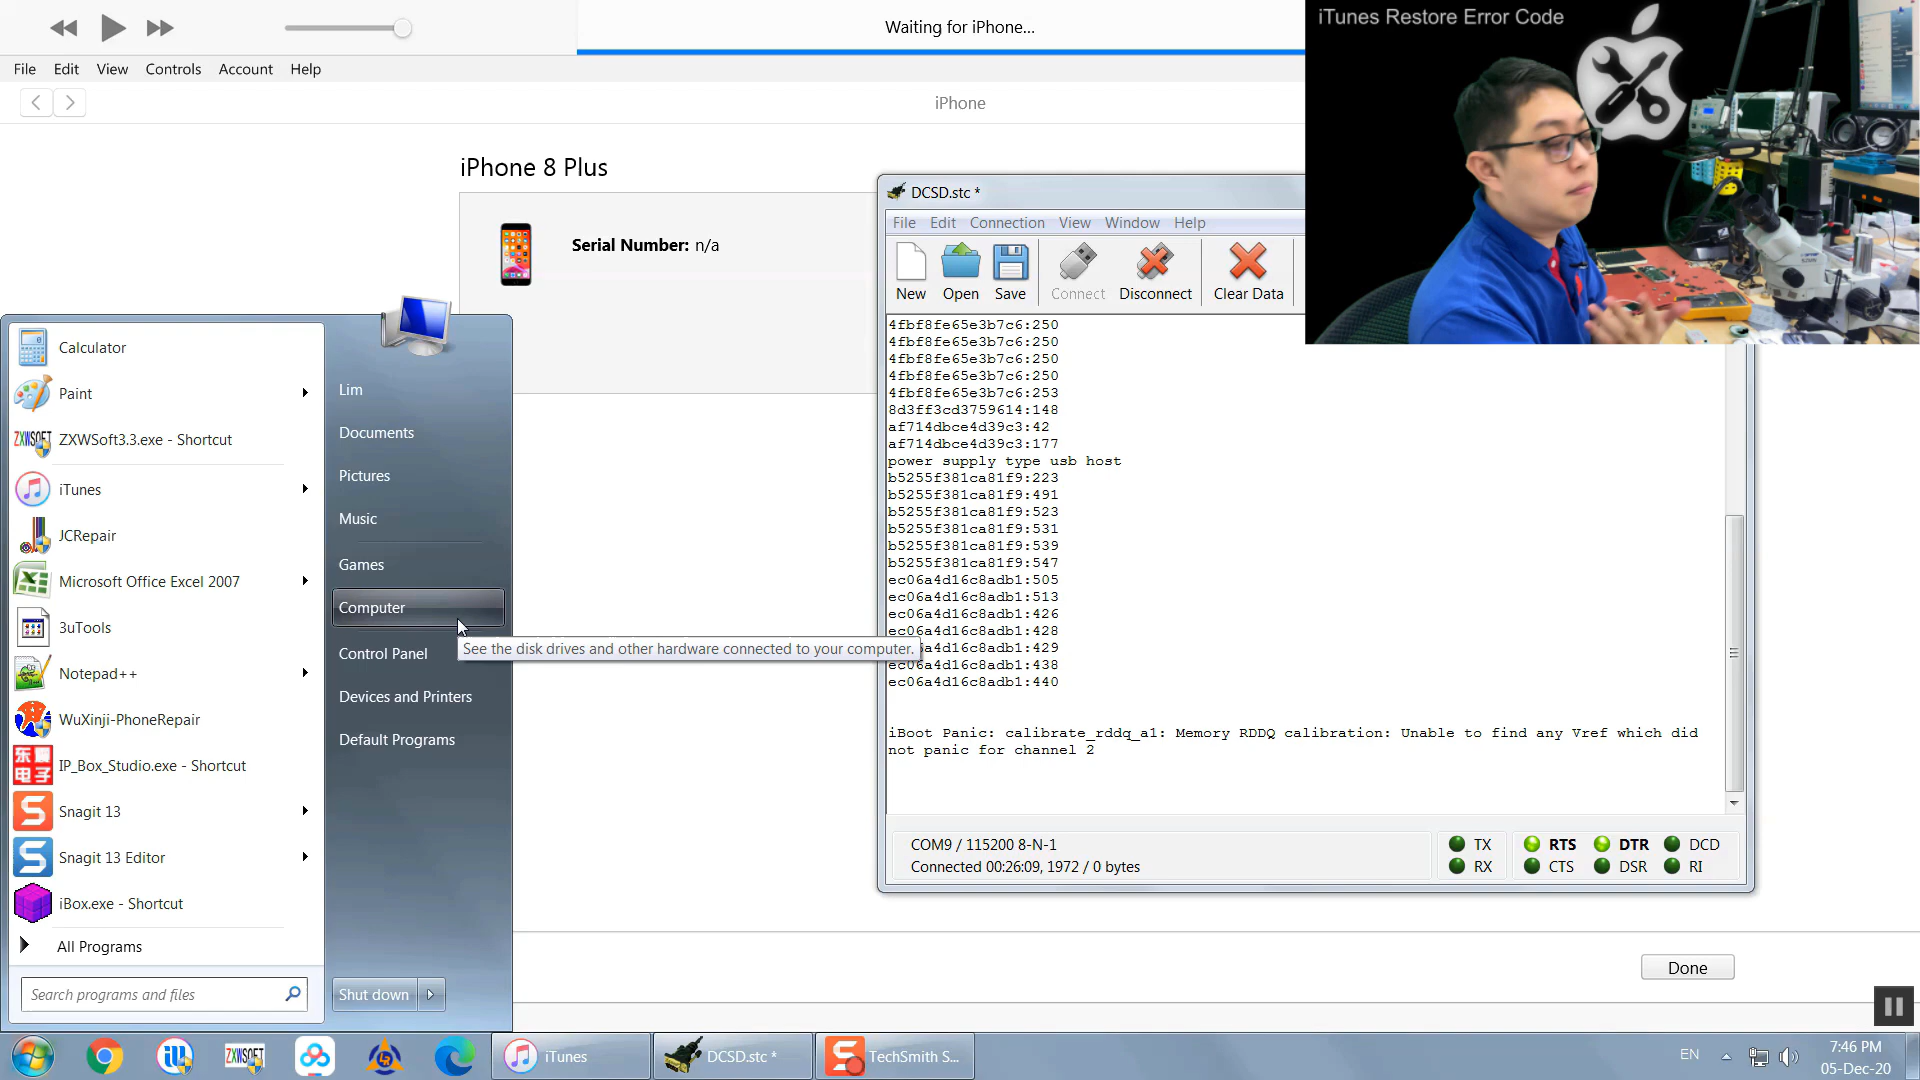 Waiting for iPhone...
iTunes Restore Error Code
File Edit View Controls Account Help
iPhone
iPhone 8 Plus
Serial Number: n/a
DCSD.stc *
File Edit Connection View Window Help
New Open Save Connect Disconnect Clear Data
4fbf8fe65e3b7c6:250
4fbf8fe65e3b7c6:250
4fbf8fe65e3b7c6:250
4fbf8fe65e3b7c6:250
4fbf8fe65e3b7c6:253
8d3ff3cd3759614:148
af714dbce4d39c3:42
af714dbce4d39c3:177
power supply type usb host
b5255f381ca81f9:223
b5255f381ca81f9:491
b5255f381ca81f9:523
b5255f381ca81f9:531
b5255f381ca81f9:539
b5255f381ca81f9:547
ec06a4d16c8adb1:505
ec06a4d16c8adb1:513
ec06a4d16c8adb1:426
ec06a4d16c8adb1:428
ec06a4d16c8adb1:429
ec06a4d16c8adb1:438
ec06a4d16c8adb1:440
iBoot Panic: calibrate_rddq_a1: Memory RDDQ calibration: Unable to find any Vref which did
not panic for channel 2
COM9 / 115200 8-N-1
Connected 00:26:09, 1972 / 0 bytes
TX RTS DTR DCD
RX CTS DSR RI
Calculator
Paint
ZXWSOFT ZXWSoft3.3.exe - Shortcut
iTunes
JCRepair
Microsoft Office Excel 2007
3uTools
Notepad++
WuXinji-PhoneRepair
东震电子 IP_Box_Studio.exe - Shortcut
Snagit 13
Snagit 13 Editor
iBox.exe - Shortcut
All Programs
Search programs and files
Lim
Documents
Pictures
Music
Games
Computer
See the disk drives and other hardware connected to your computer.
Control Panel
Devices and Printers
Default Programs
Shut down
Done
ZXWSOFT
iTunes
DCSD.stc *
TechSmith S...
EN
7:46 PM
05-Dec-20